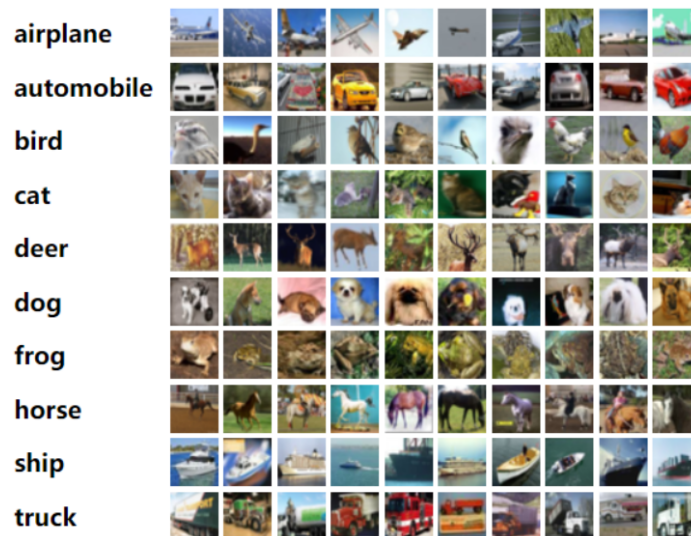 airplane
automobile
bird
cat
deer
dog
frog
horse
ship
truck